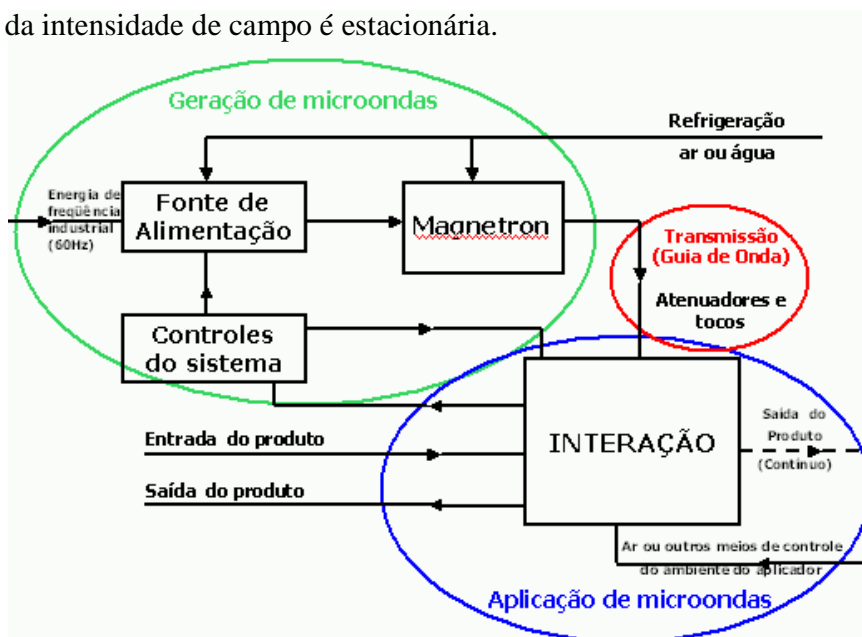 da intensidade de campo é estacionária.
Geração de microondas
Refrigeração
ar ou água
Energia de
freqüência
industrial
(60Hz)
Fonte de
Alimentação
Magnetron
Transmissão
(Guia de Onda)
Atenuadores e
tocos
Controles
do sistema
Entrada do produto
Saída do produto
INTERAÇÃO
Saída do
Produto
(Contínuo)
Ar ou outros meios de controle
do ambiente do aplicador
Aplicação de microondas